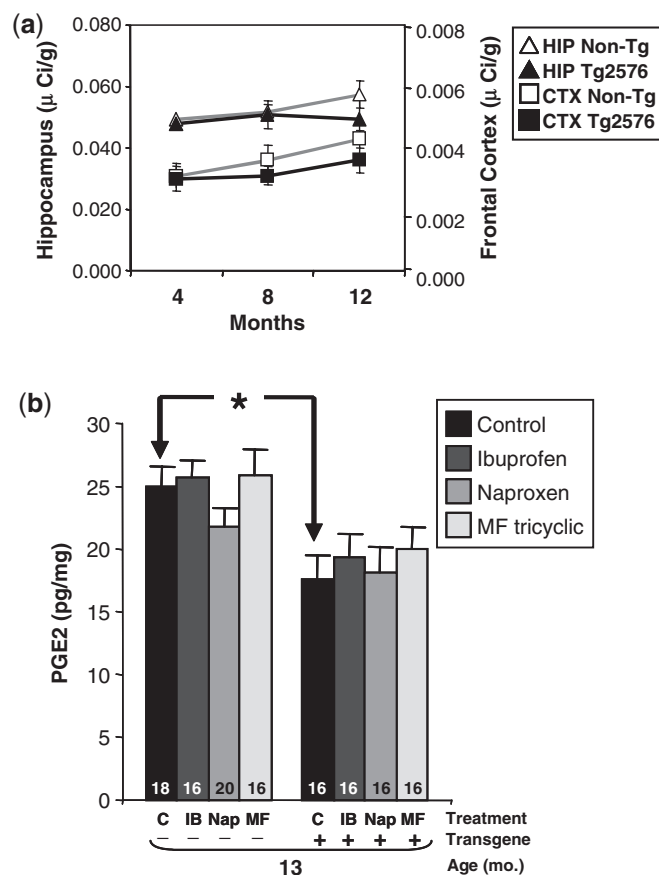 (a)
0.080
0.060
0.040
0.020
0.000
Hippocampus (μ Ci/g)
0.008
0.006
0.004
0.002
0.000
Frontal Cortex (μ Ci/g)
4 8 12
Months
HIP Non-Tg
HIP Tg2576
CTX Non-Tg
CTX Tg2576
(b)
*
30
25
20
15
10
5
0
PGE2 (pg/mg)
Control
Ibuprofen
Naproxen
MF tricyclic
18 16 20 16 16 16 16 16
C IB Nap MF C IB Nap MF Treatment
– – – – + + + + Transgene
13 Age (mo.)